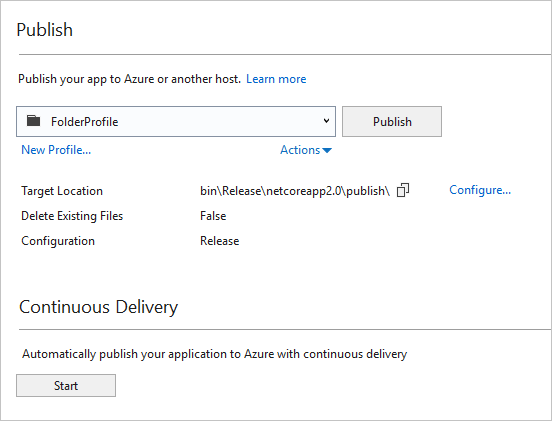 Publish
Publish your app to Azure or another host. Learn more
FolderProfile
Publish
New Profile...
Actions
Target Location bin\Release\netcoreapp2.0\publish\ Configure...
Delete Existing Files False
Configuration Release
Continuous Delivery
Automatically publish your application to Azure with continuous delivery
Start